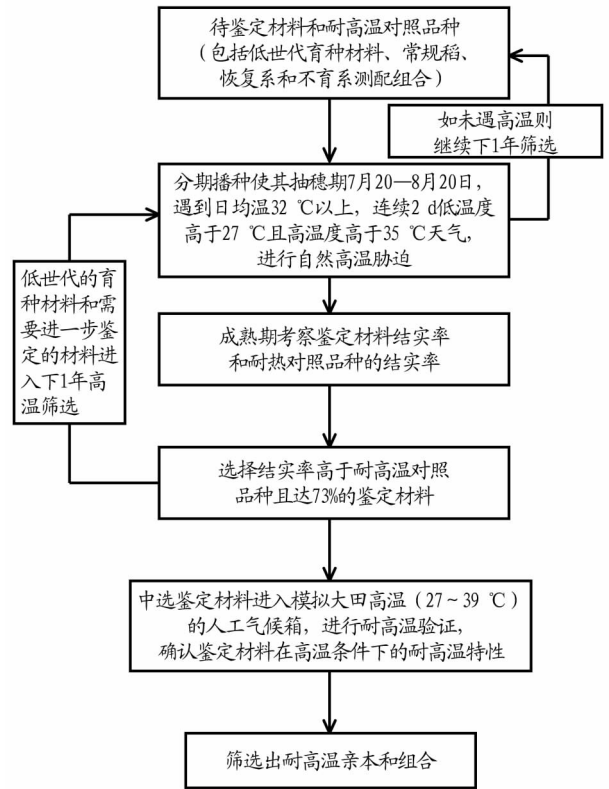 待鉴定材料和耐高温对照品种
(包括低世代育种材料、常规稻、
恢复系和不育系测配组合)
如未遇高温则
继续下1年筛选
分期播种使其抽穗期7月20—8月20日，
遇到日均温32 ℃以上，连续2 d低温度
高于27 ℃且高温度高于35 ℃天气，
进行自然高温胁迫
低世代的育
种材料和需
要进一步鉴
定的材料进
入下1年高
温筛选
成熟期考察鉴定材料结实率
和耐热对照品种的结实率
选择结实率高于耐高温对照
品种且达73%的鉴定材料
中选鉴定材料进入模拟大田高温(27～39 ℃)
的人工气候箱，进行耐高温验证，
确认鉴定材料在高温条件下的耐高温特性
筛选出耐高温亲本和组合